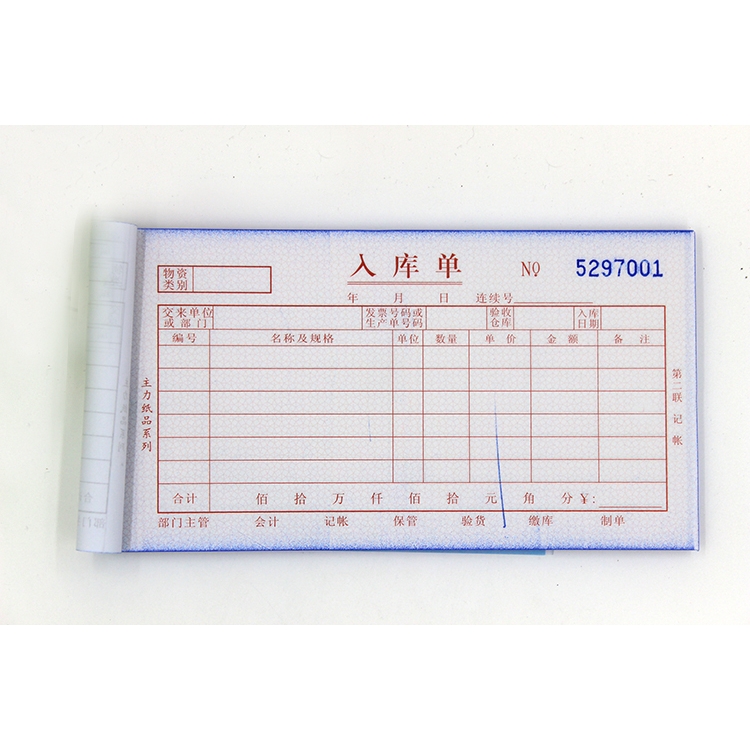 入库单 № 5297001
物资类别
年 月 日 连续号
交来单位或部门 发票号码或生产单号码 验收仓库 入库日期
编号 名称及规格 单位 数量 单价 金额 备注
合计 佰 拾 万 仟 佰 拾 元 角 分 ¥:
部门主管 会计 记帐 保管 验货 缴库 制单
主力纸品系列
第二联 记帐